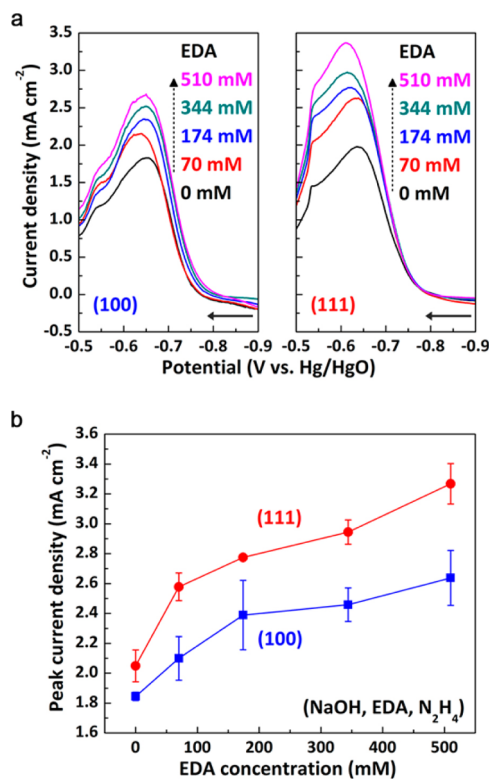 a
EDA
510 mM
344 mM
174 mM
70 mM
0 mM
(100)
EDA
510 mM
344 mM
174 mM
70 mM
0 mM
(111)
Current density (mA cm⁻²)
3.5
3.0
2.5
2.0
1.5
1.0
0.5
0.0
-0.5
-0.5 -0.6 -0.7 -0.8 -0.9
-0.5 -0.6 -0.7 -0.8 -0.9
Potential (V vs. Hg/HgO)
b
Peak current density (mA cm⁻²)
3.6
3.4
3.2
3.0
2.8
2.6
2.4
2.2
2.0
1.8
1.6
(111)
(100)
(NaOH, EDA, N₂H₄)
0 100 200 300 400 500
EDA concentration (mM)